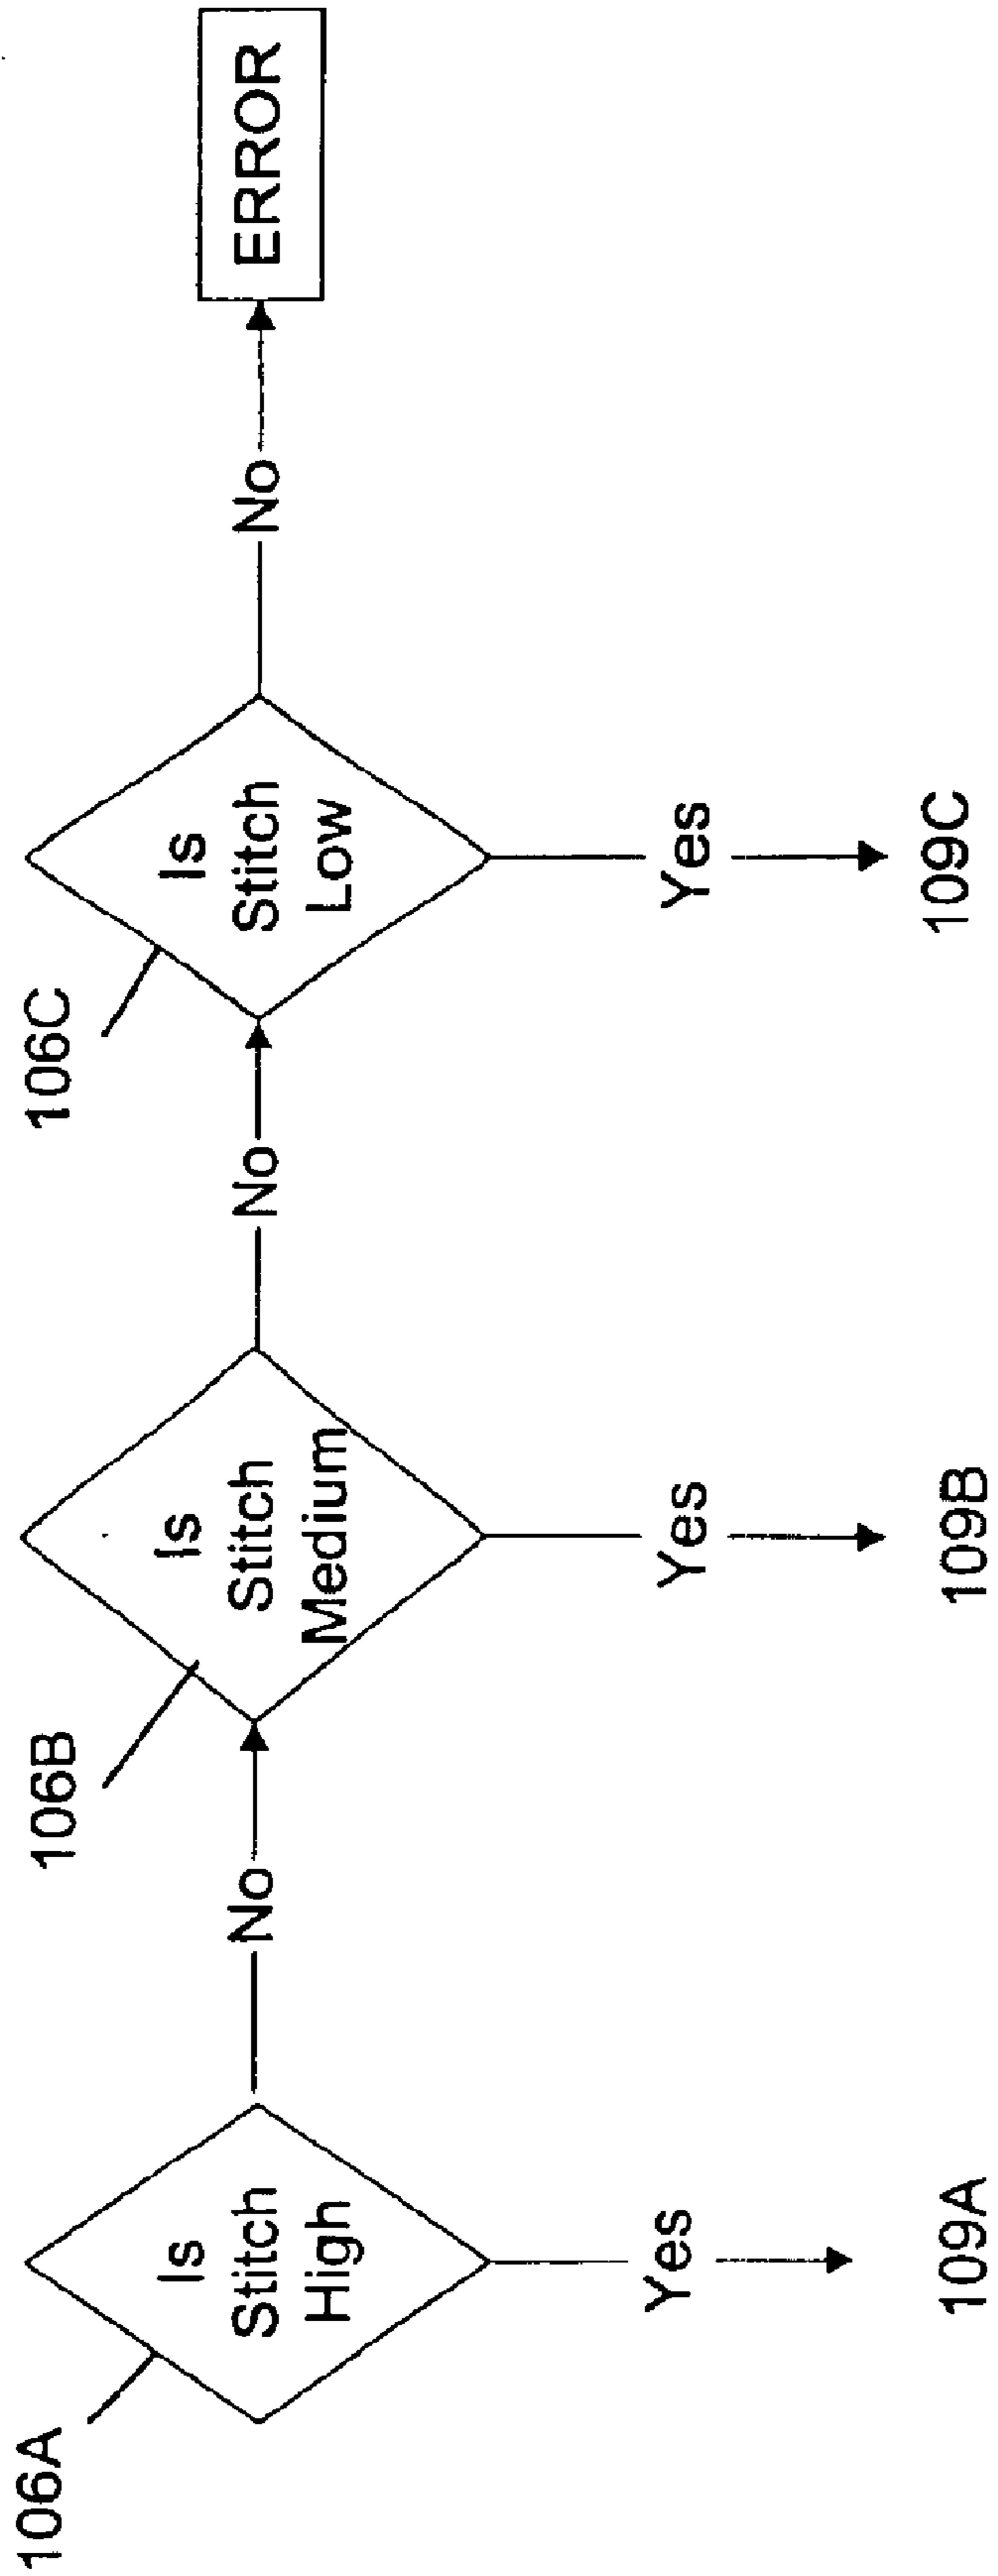 106A
Is
Stitch
High
No
Yes
109A
106B
Is
Stitch
Medium
No
Yes
109B
106C
Is
Stitch
Low
No
Yes
109C
ERROR